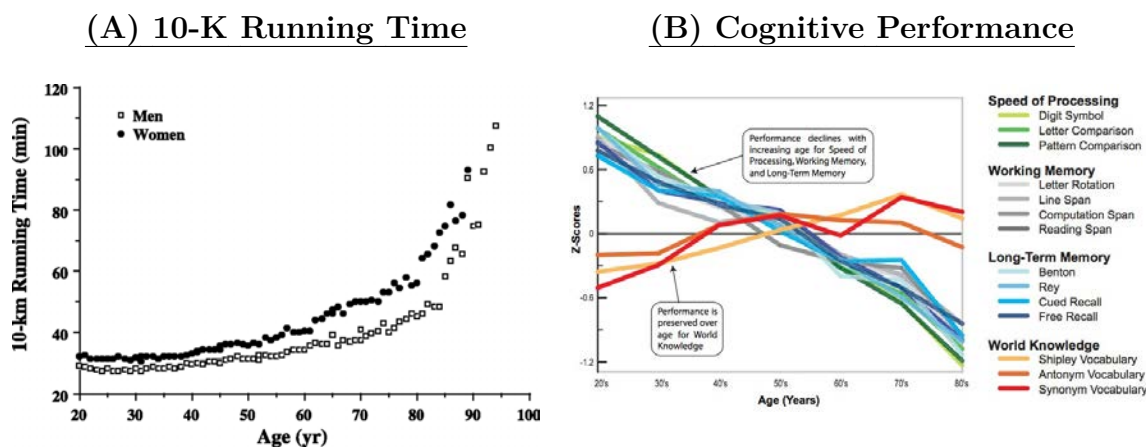 (A) 10-K Running Time
120
100
80
60
40
20
10-km Running Time (min)
Men
Women
20
30
40
50
60
70
80
90
100
Age (yr)
(B) Cognitive Performance
1.2
0.6
0
-0.6
-1.2
Z-Scores
Performance declines with
increasing age for Speed of
Processing, Working Memory,
and Long-Term Memory
Performance is
preserved over
age for World
Knowledge
20's
30's
40's
50's
60's
70's
80's
Age (Years)
Speed of Processing
Digit Symbol
Letter Comparison
Pattern Comparison
Working Memory
Letter Rotation
Line Span
Computation Span
Reading Span
Long-Term Memory
Benton
Rey
Cued Recall
Free Recall
World Knowledge
Shipley Vocabulary
Antonym Vocabulary
Synonym Vocabulary